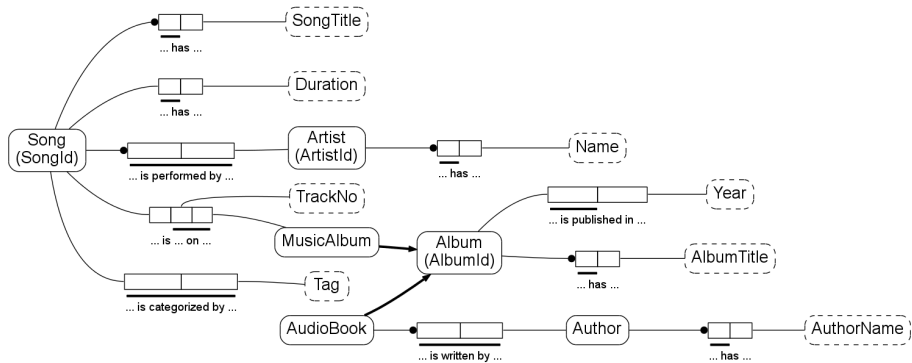 SongTitle
... has ...
Duration
... has ...
Song
(SongId)
Artist
(ArtistId)
Name
... is performed by ...
... has ...
TrackNo
Year
... is published in ...
... is ... on ...
MusicAlbum
Album
(AlbumId)
AlbumTitle
... has ...
Tag
... is categorized by ...
AudioBook
Author
AuthorName
... is written by ...
... has ...